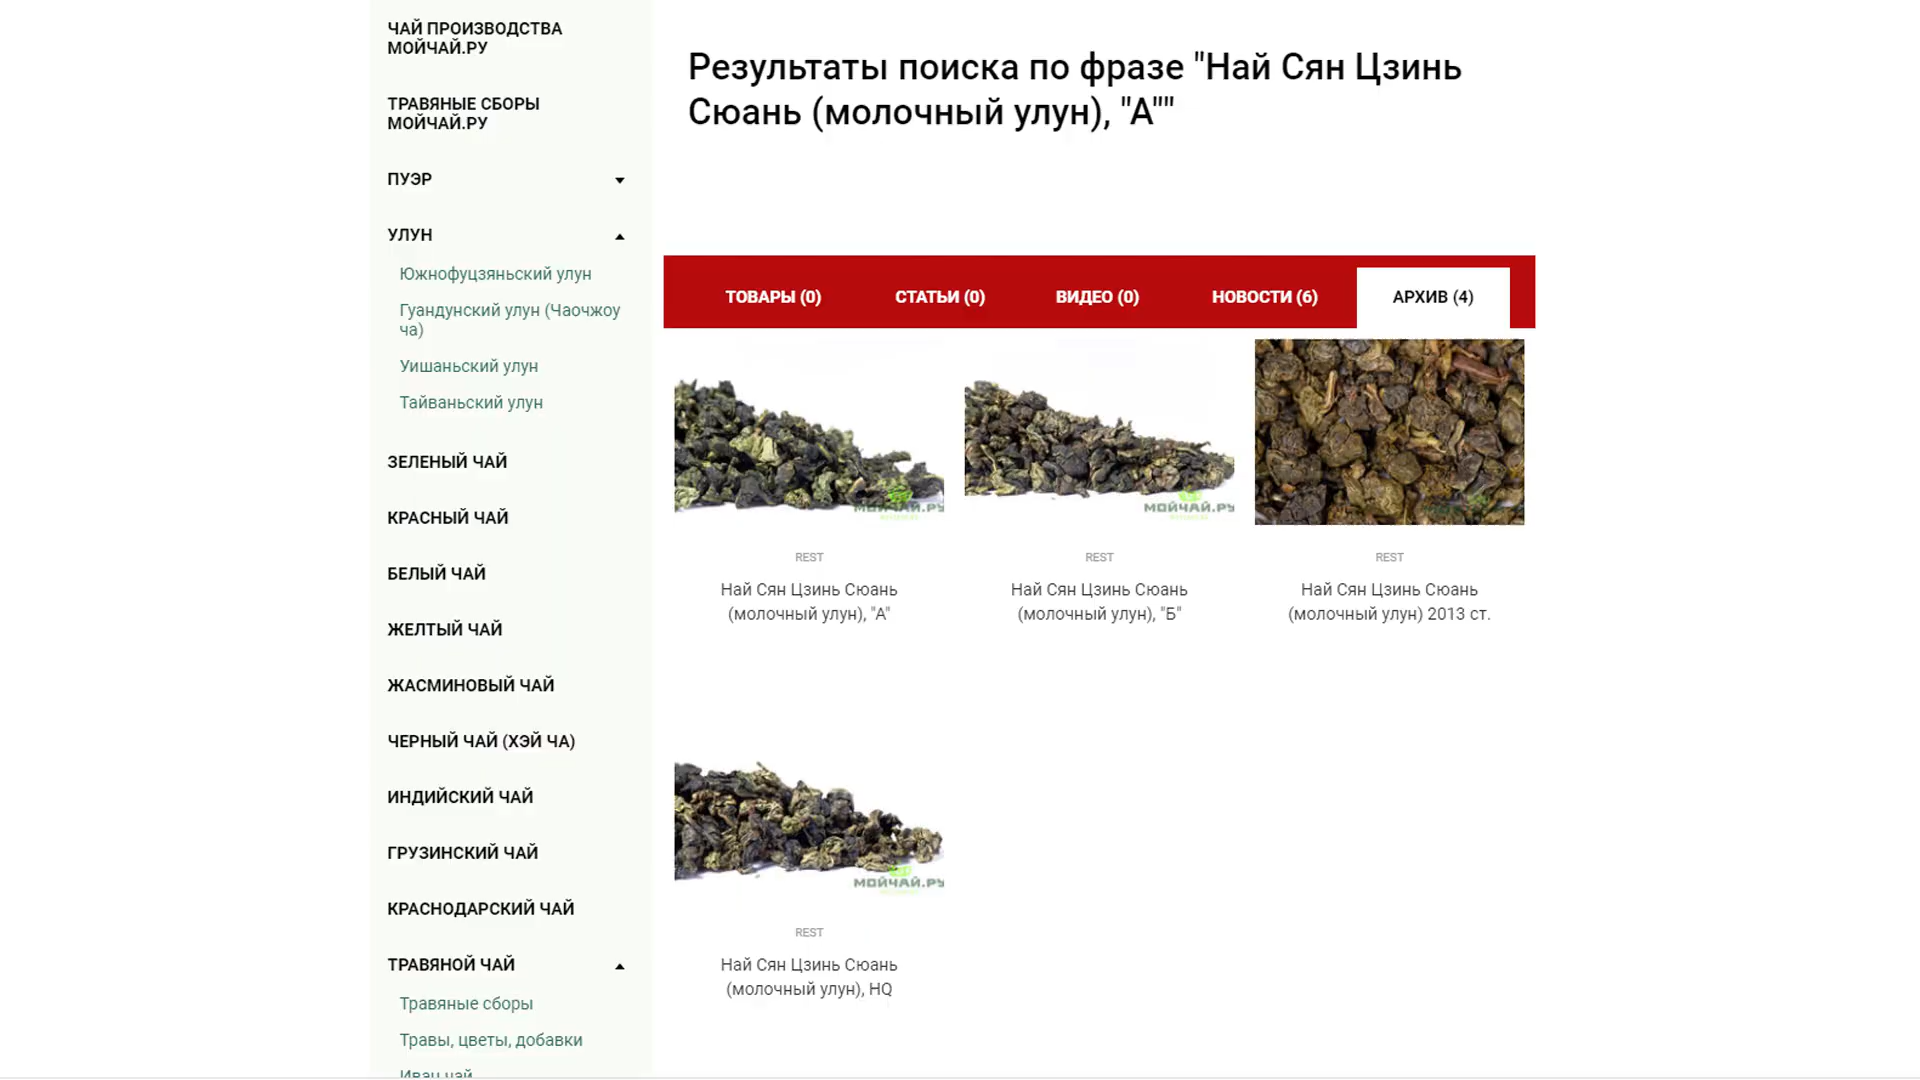 ЧАЙ ПРОИЗВОДСТВА
МОЙЧАЙ.РУ
ТРАВЯНЫЕ СБОРЫ
МОЙЧАЙ.РУ
ПУЭР
УЛУН
Южнофуцзяньский улун
Гуандунский улун (Чаочжоу
ча)
Уишаньский улун
Тайваньский улун
ЗЕЛЕНЫЙ ЧАЙ
КРАСНЫЙ ЧАЙ
БЕЛЫЙ ЧАЙ
ЖЕЛТЫЙ ЧАЙ
ЖАСМИНОВЫЙ ЧАЙ
ЧЕРНЫЙ ЧАЙ (ХЭЙ ЧА)
ИНДИЙСКИЙ ЧАЙ
ГРУЗИНСКИЙ ЧАЙ
КРАСНОДАРСКИЙ ЧАЙ
ТРАВЯНОЙ ЧАЙ
Травяные сборы
Травы, цветы, добавки
Иван чай
Результаты поиска по фразе "Най Сян Цзинь
Сюань (молочный улун), "А""
ТОВАРЫ (0) СТАТЬИ (0) ВИДЕО (0) НОВОСТИ (6) АРХИВ (4)
МОЙЧАЙ.РУ
МОЙЧАЙ.РУ
REST
Най Сян Цзинь Сюань
(молочный улун), "А"
REST
Най Сян Цзинь Сюань
(молочный улун), "Б"
REST
Най Сян Цзинь Сюань
(молочный улун) 2013 ст.
МОЙЧАЙ.РУ
REST
Най Сян Цзинь Сюань
(молочный улун), HQ